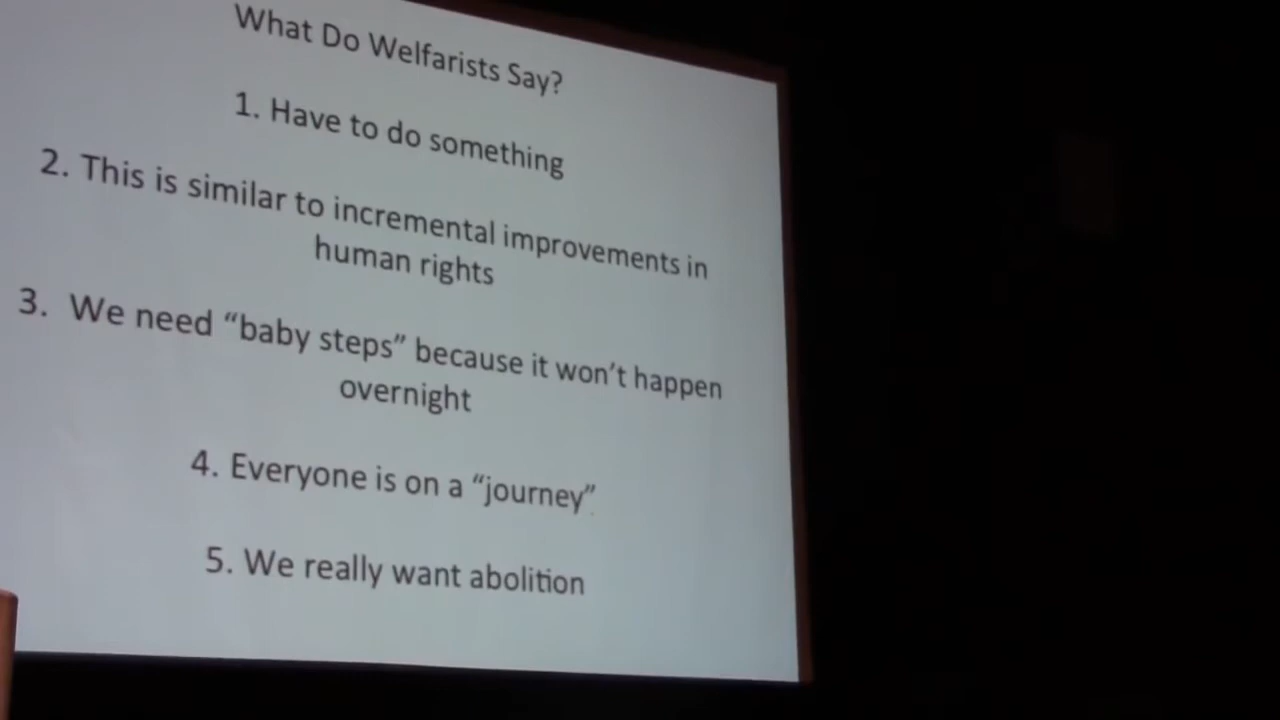 What Do Welfarists Say?
1. Have to do something
2. This is similar to incremental improvements in
human rights
3. We need “baby steps” because it won’t happen
overnight
4. Everyone is on a “journey”
5. We really want abolition